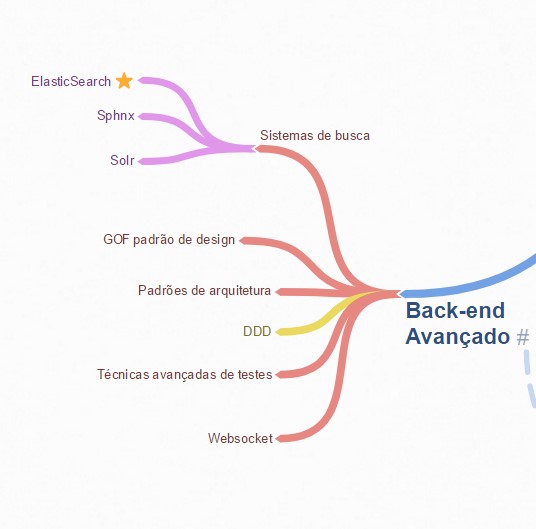 ElasticSearch
Sphnx
Solr
Sistemas de busca
GOF padrão de design
Padrões de arquitetura
DDD
Técnicas avançadas de testes
Websocket
Back-end
Avançado #